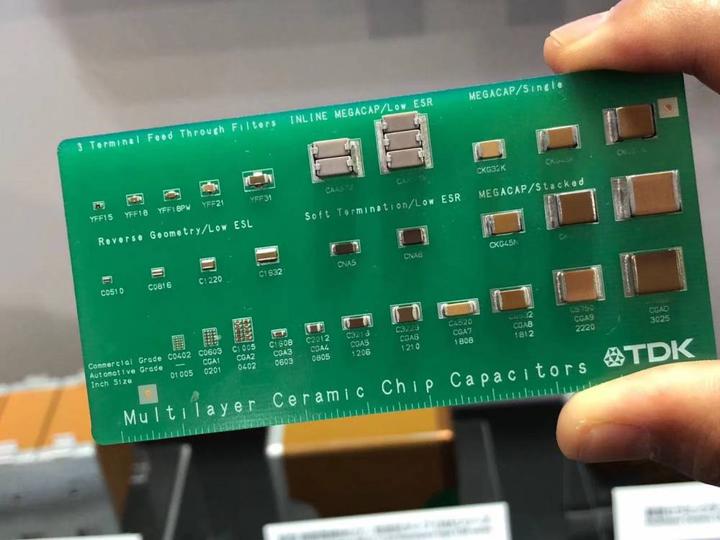 3 Terminal Feed Through Filters
INLINE MEGACAP/Low ESR
MEGACAP/Single
YFF15 YFF18 YFF18PW YFF21 YFF31
CKG32K
Reverse Geometry/Low ESL
Soft Termination/Low ESR
MEGACAP/Stacked
C0510 C0816 C1220 C1632
CNA5 CNA6
CKG45N
Commercial Grade C0402 C0603 C1005 C1608 C2012 C3216 C3225 C4520 C4532 C5750
Automotive Grade — CGA1 CGA2 CGA3 CGA4 CGA5 CGA6 CGA7 CGA8 CGA9 CGAD
Inch Size 01005 0201 0402 0603 0805 1206 1210 1808 1812 2220 3025
TDK
Multilayer Ceramic Chip Capacitors